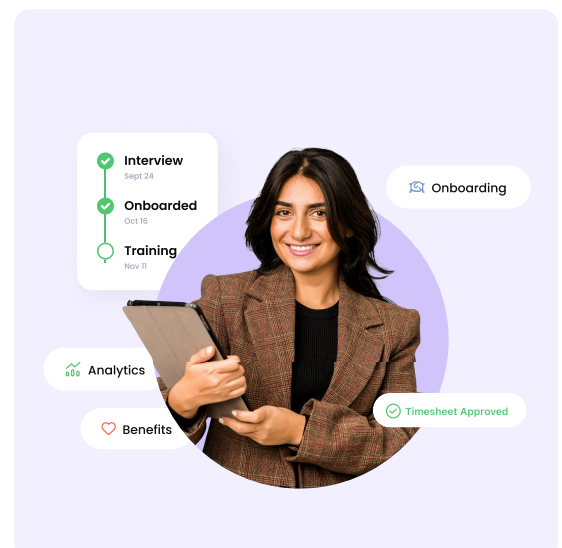 Interview
Sept 24
Onboarded
Oct 16
Training
Nov 11
Onboarding
Analytics
Benefits
Timesheet Approved